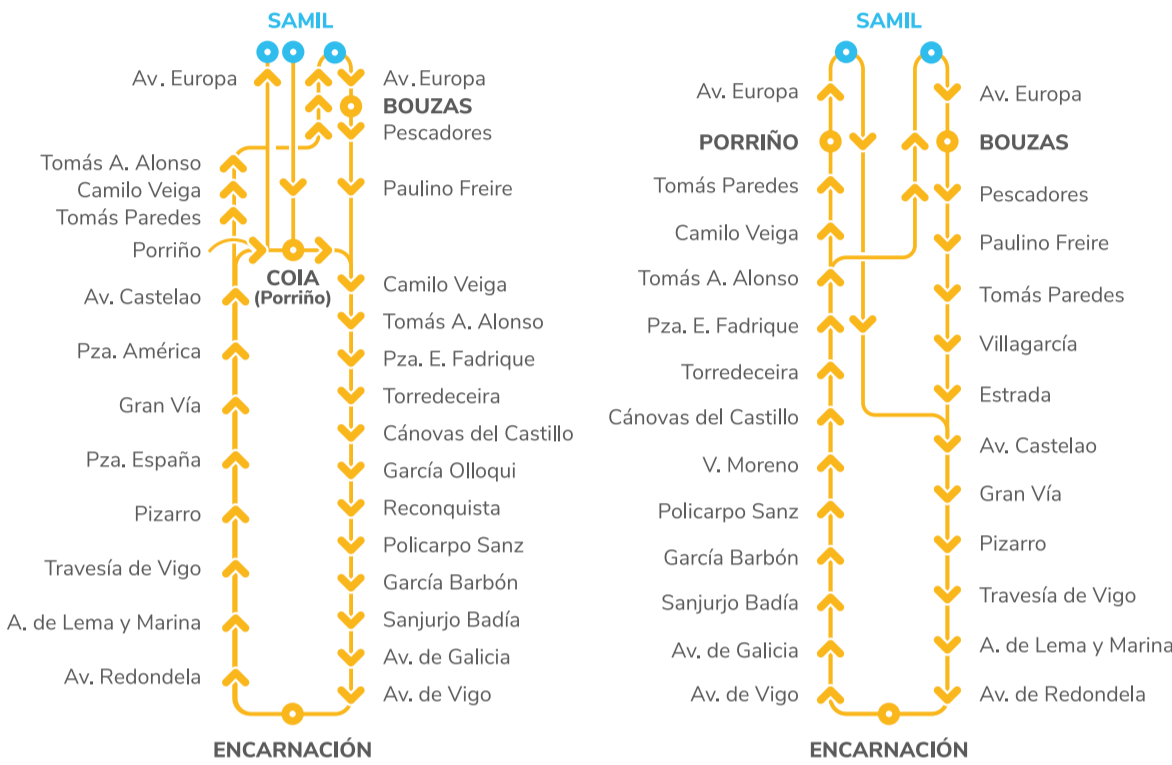 SAMIL
Av. Europa
Tomás A. Alonso
Camilo Veiga
Tomás Paredes
Porriño
Av. Castelao
Pza. América
Gran Vía
Pza. España
Pizarro
Travesía de Vigo
A. de Lema y Marina
Av. Redondela
COIA
(Porriño)
Av. Europa
BOUZAS
Pescadores
Paulino Freire
Camilo Veiga
Tomás A. Alonso
Pza. E. Fadrique
Torredeceira
Cánovas del Castillo
García Olloqui
Reconquista
Policarpo Sanz
García Barbón
Sanjurjo Badía
Av. de Galicia
Av. de Vigo
ENCARNACIÓN
SAMIL
Av. Europa
PORRIÑO
Tomás Paredes
Camilo Veiga
Tomás A. Alonso
Pza. E. Fadrique
Torredeceira
Cánovas del Castillo
V. Moreno
Policarpo Sanz
García Barbón
Sanjurjo Badía
Av. de Galicia
Av. de Vigo
Av. Europa
BOUZAS
Pescadores
Paulino Freire
Tomás Paredes
Villagarcía
Estrada
Av. Castelao
Gran Vía
Pizarro
Travesía de Vigo
A. de Lema y Marina
Av. de Redondela
ENCARNACIÓN